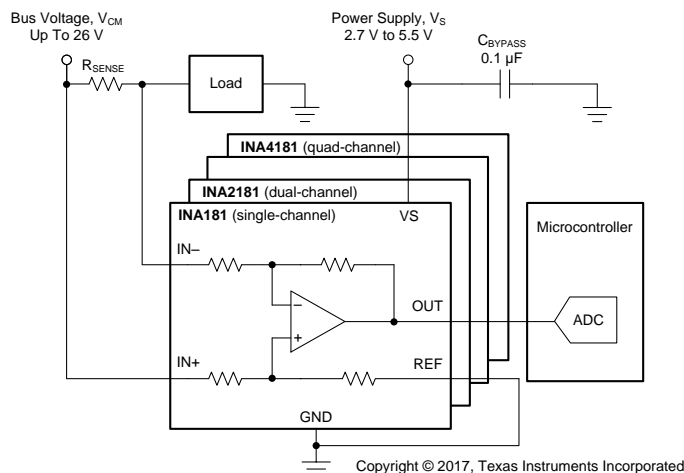 Bus Voltage, VCM
Up To 26 V
Power Supply, VS
2.7 V to 5.5 V
CBYPASS
0.1 µF
RSENSE
Load
INA4181 (quad-channel)
INA2181 (dual-channel)
INA181 (single-channel)
VS
Microcontroller
IN–
OUT
ADC
–
+
IN+
REF
GND
Copyright © 2017, Texas Instruments Incorporated